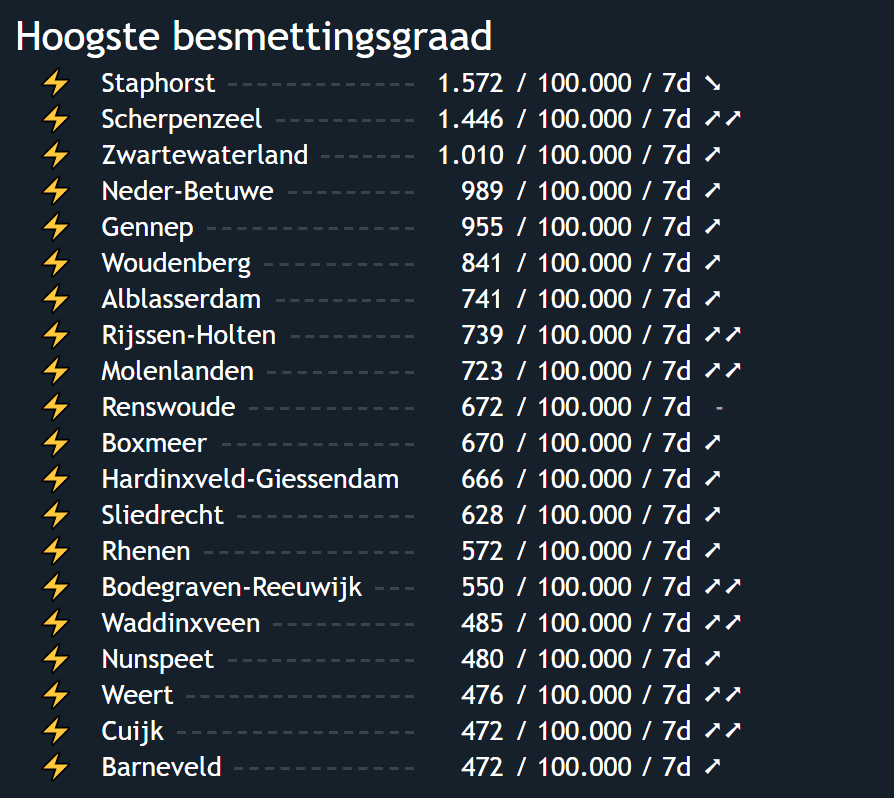 Hoogste besmettingsgraad
⚡ Staphorst ---------------- 1.572 / 100.000 / 7d ➘
⚡ Scherpenzeel ------------ 1.446 / 100.000 / 7d ➚➚
⚡ Zwartewaterland -------- 1.010 / 100.000 / 7d ➚
⚡ Neder-Betuwe ----------- 989 / 100.000 / 7d ➚
⚡ Gennep ------------------ 955 / 100.000 / 7d ➚
⚡ Woudenberg ------------- 841 / 100.000 / 7d ➚
⚡ Alblasserdam ------------ 741 / 100.000 / 7d ➚
⚡ Rijssen-Holten ----------- 739 / 100.000 / 7d ➚➚
⚡ Molenlanden ------------- 723 / 100.000 / 7d ➚➚
⚡ Renswoude -------------- 672 / 100.000 / 7d -
⚡ Boxmeer ----------------- 670 / 100.000 / 7d ➚
⚡ Hardinxveld-Giessendam 666 / 100.000 / 7d ➚
⚡ Sliedrecht --------------- 628 / 100.000 / 7d ➚
⚡ Rhenen ------------------ 572 / 100.000 / 7d ➚
⚡ Bodegraven-Reeuwijk --- 550 / 100.000 / 7d ➚➚
⚡ Waddinxveen ------------ 485 / 100.000 / 7d ➚➚
⚡ Nunspeet ---------------- 480 / 100.000 / 7d ➚
⚡ Weert -------------------- 476 / 100.000 / 7d ➚➚
⚡ Cuijk --------------------- 472 / 100.000 / 7d ➚➚
⚡ Barneveld ---------------- 472 / 100.000 / 7d ➚